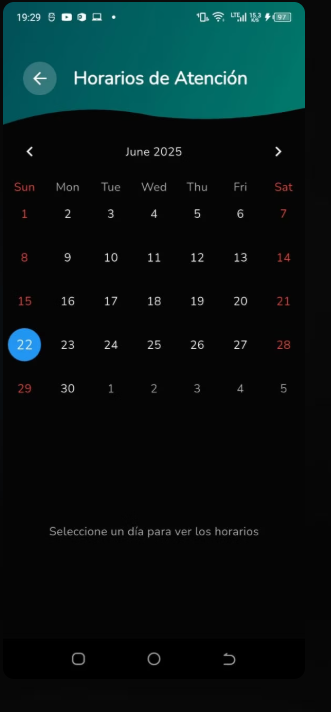 19:29
Horarios de Atención
June 2025
Sun Mon Tue Wed Thu Fri Sat
1 2 3 4 5 6 7
8 9 10 11 12 13 14
15 16 17 18 19 20 21
22 23 24 25 26 27 28
29 30 1 2 3 4 5
Seleccione un día para ver los horarios